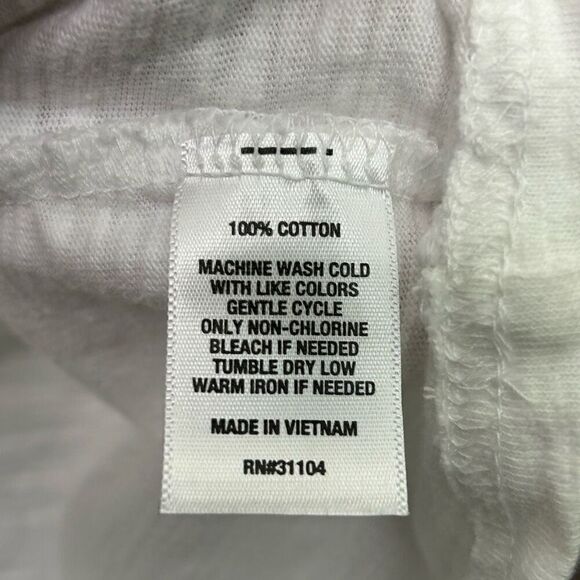 100% COTTON
MACHINE WASH COLD
WITH LIKE COLORS
GENTLE CYCLE
ONLY NON-CHLORINE
BLEACH IF NEEDED
TUMBLE DRY LOW
WARM IRON IF NEEDED
MADE IN VIETNAM
RN#31104